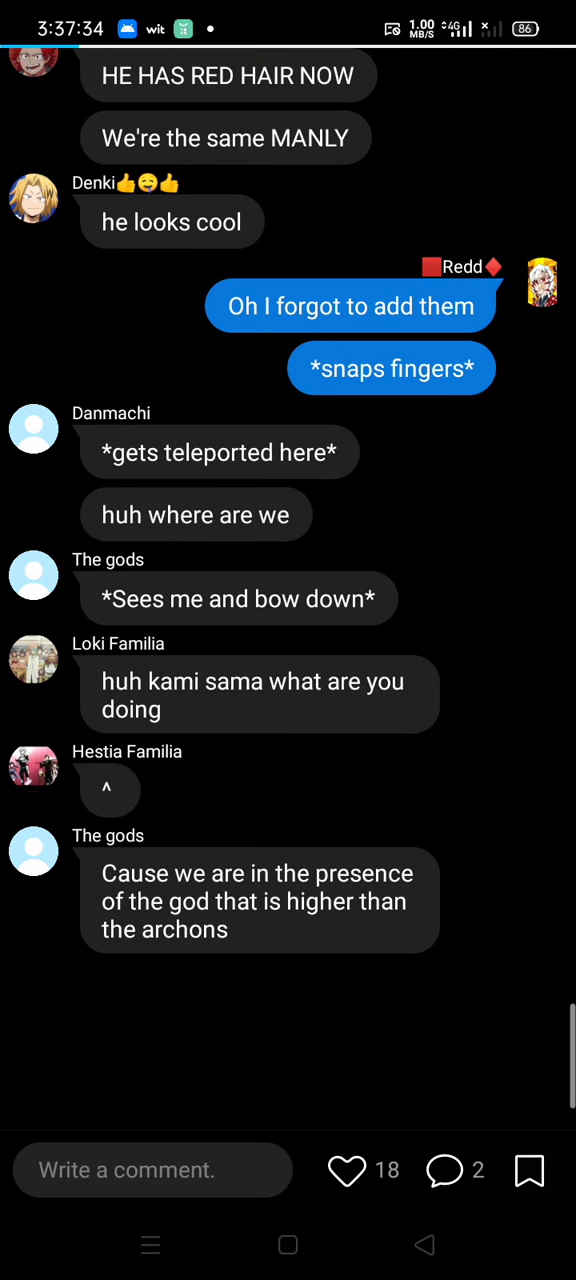 3:37:34 wit 1.00 MB/S 4G 86
HE HAS RED HAIR NOW
We're the same MANLY
Denki👍🤤👍
he looks cool
🟥Redd♦️
Oh I forgot to add them
*snaps fingers*
Danmachi
*gets teleported here*
huh where are we
The gods
*Sees me and bow down*
Loki Familia
huh kami sama what are you
doing
Hestia Familia
^
The gods
Cause we are in the presence
of the god that is higher than
the archons
Write a comment. 18 2